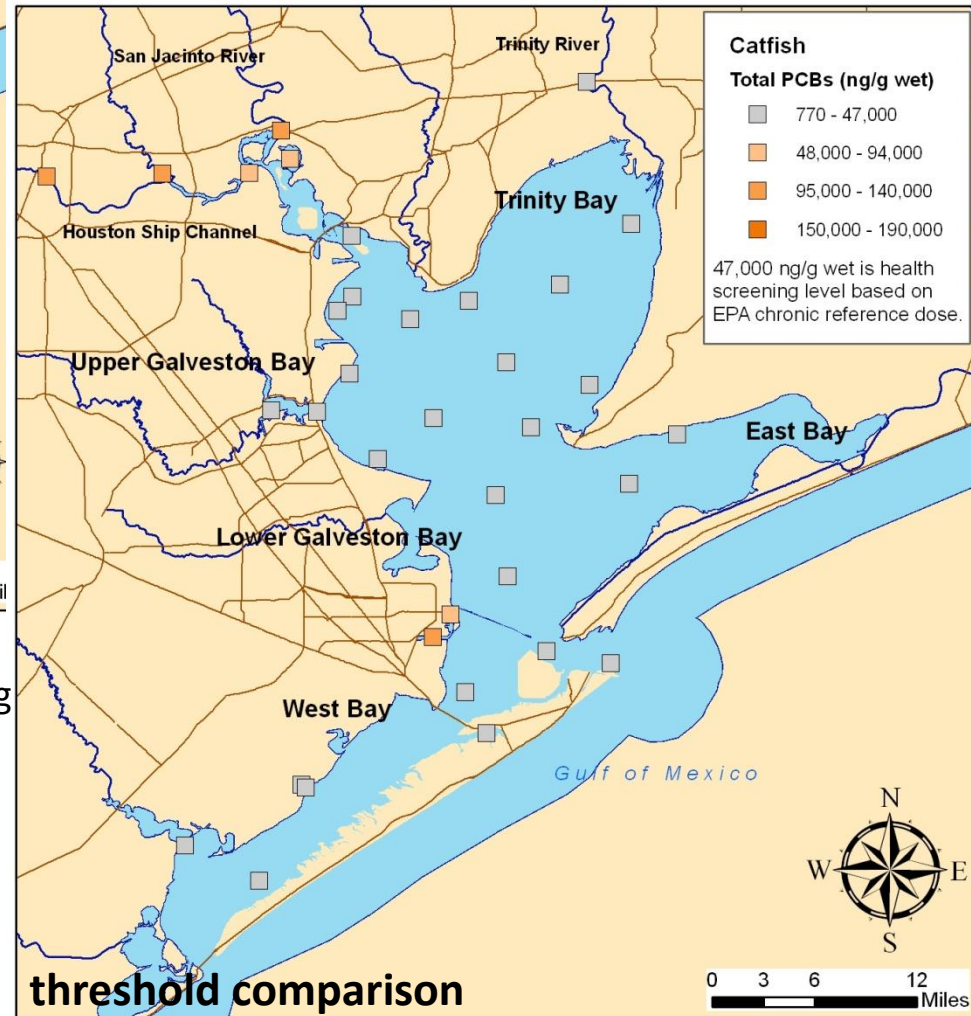 San Jacinto River
Trinity River
Catfish
Total PCBs (ng/g wet)
770 - 47,000
48,000 - 94,000
95,000 - 140,000
150,000 - 190,000
47,000 ng/g wet is health
screening level based on
EPA chronic reference dose.
Trinity Bay
Houston Ship Channel
Upper Galveston Bay
East Bay
Lower Galveston Bay
il
g
West Bay
Gulf of Mexico
N
W
E
S
threshold comparison
0 3 6 12
Miles